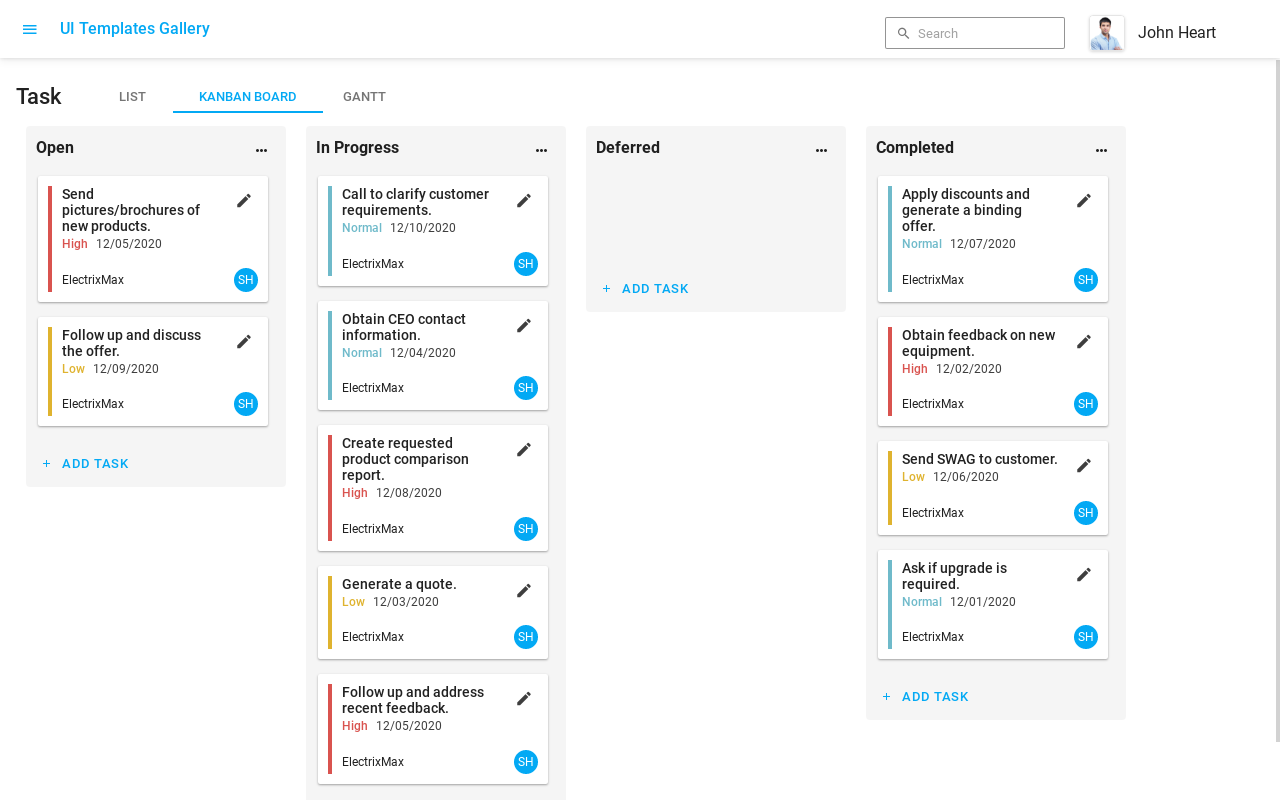 UI Templates Gallery
Search
John Heart
Task
LIST
KANBAN BOARD
GANTT
Open
Send
pictures/brochures of
new products.
High 12/05/2020
ElectrixMax
SH
Follow up and discuss
the offer.
Low 12/09/2020
ElectrixMax
SH
+ ADD TASK
In Progress
Call to clarify customer
requirements.
Normal 12/10/2020
ElectrixMax
SH
Obtain CEO contact
information.
Normal 12/04/2020
ElectrixMax
SH
Create requested
product comparison
report.
High 12/08/2020
ElectrixMax
SH
Generate a quote.
Low 12/03/2020
ElectrixMax
SH
Follow up and address
recent feedback.
High 12/05/2020
ElectrixMax
SH
Deferred
+ ADD TASK
Completed
Apply discounts and
generate a binding
offer.
Normal 12/07/2020
ElectrixMax
SH
Obtain feedback on new
equipment.
High 12/02/2020
ElectrixMax
SH
Send SWAG to customer.
Low 12/06/2020
ElectrixMax
SH
Ask if upgrade is
required.
Normal 12/01/2020
ElectrixMax
SH
+ ADD TASK